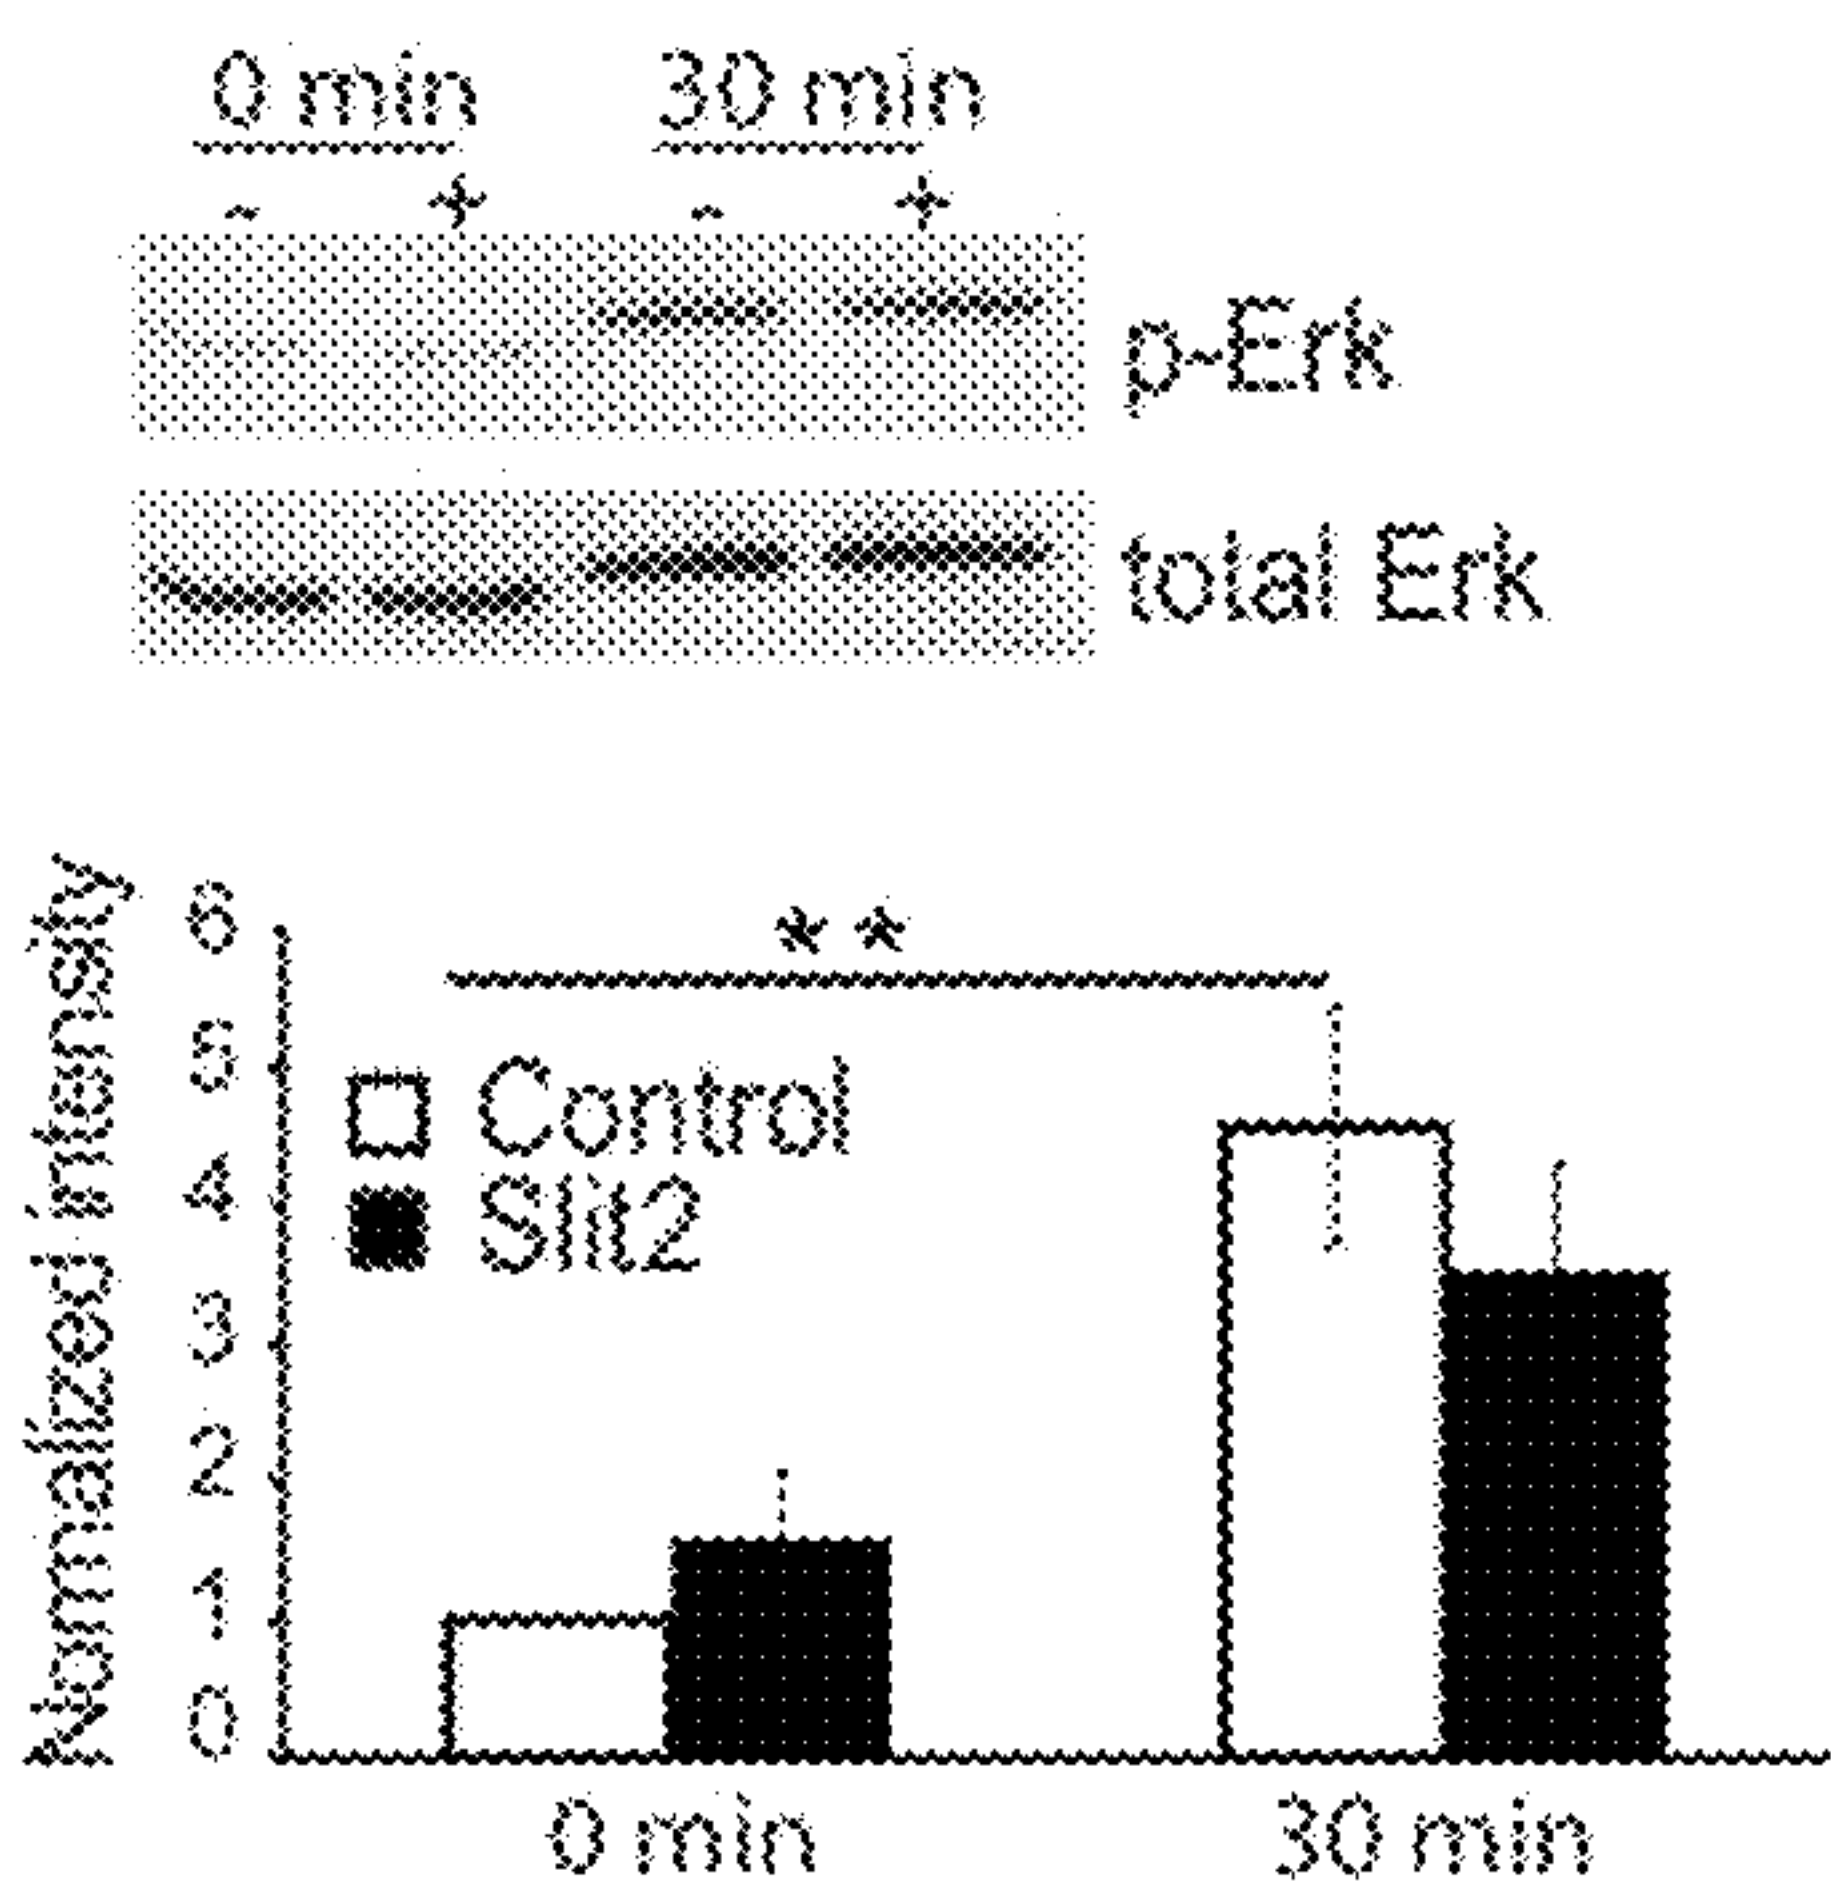 0 min 30 min
- + - +
p-Erk
total Erk
Normalized intensity
6
5
4
3
2
1
0
**
Control
Slit2
0 min 30 min